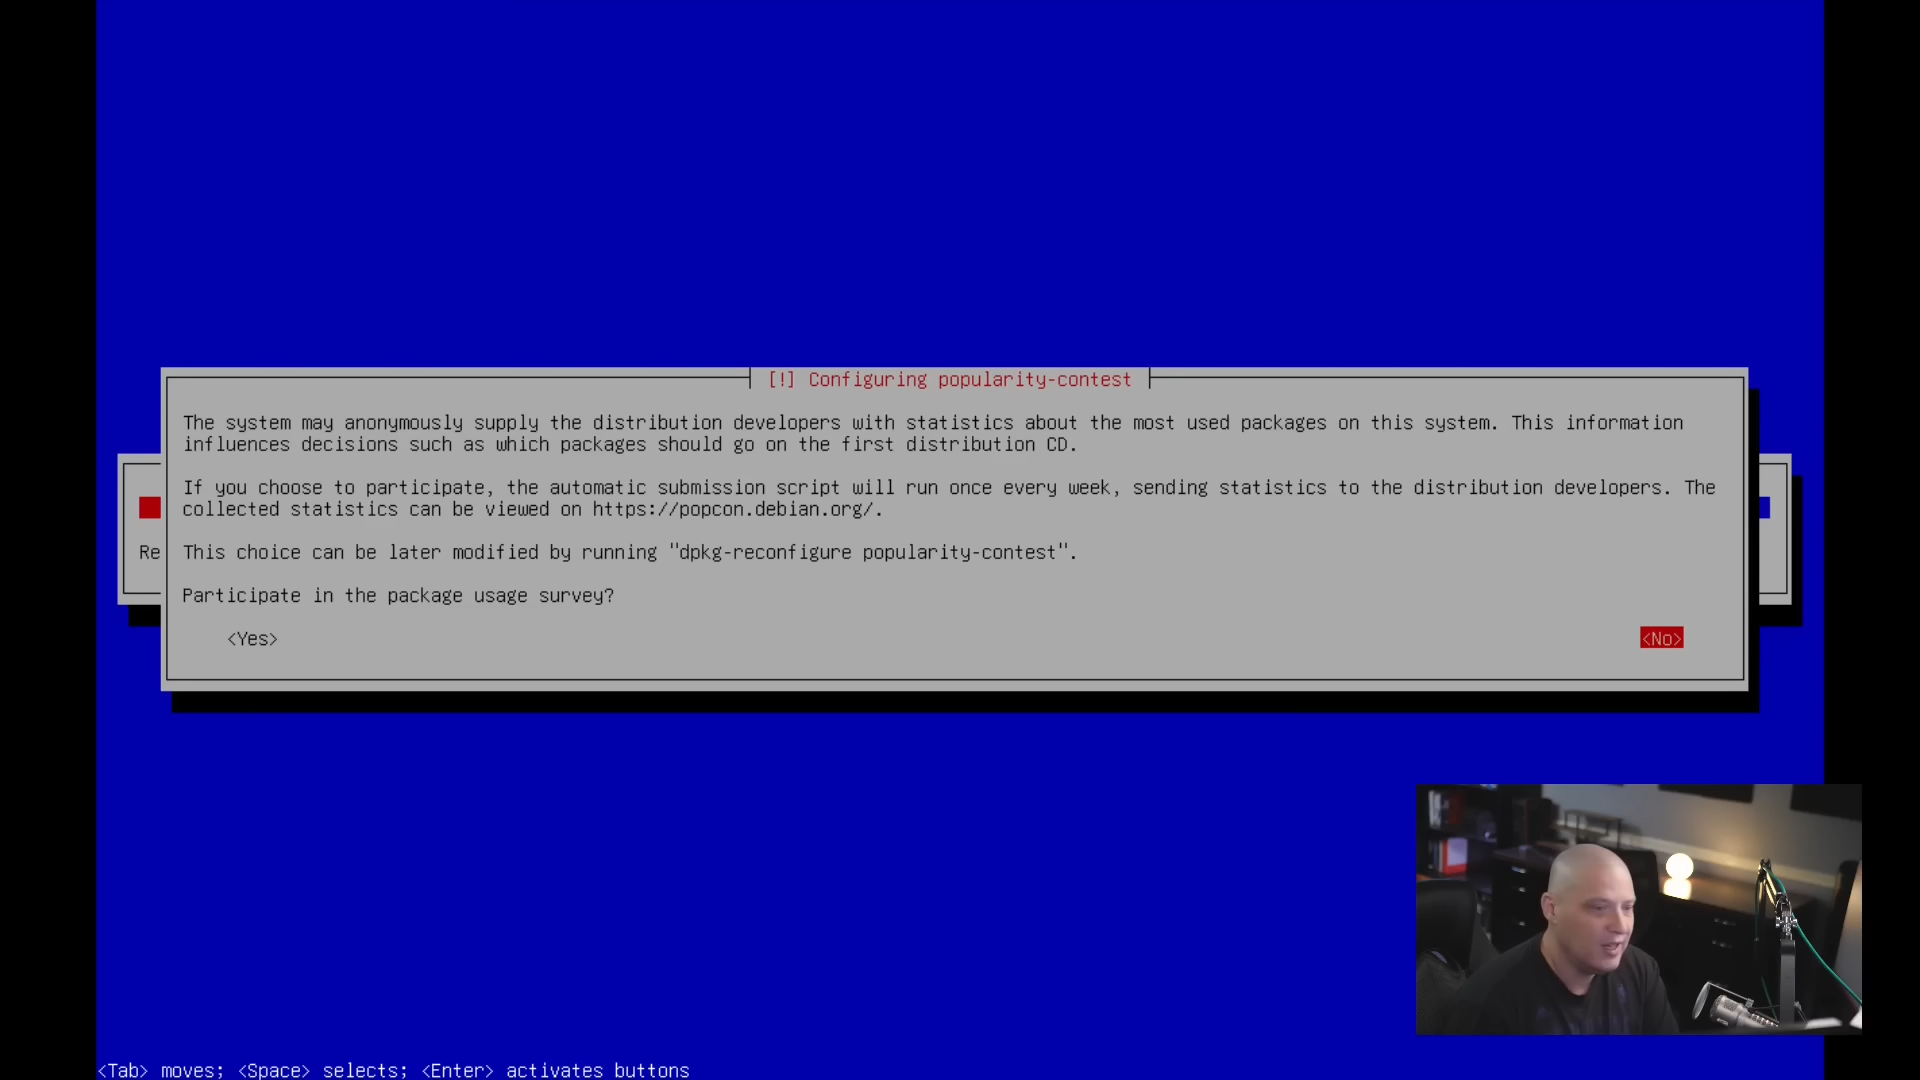 [!] Configuring popularity-contest
The system may anonymously supply the distribution developers with statistics about the most used packages on this system. This information
influences decisions such as which packages should go on the first distribution CD.
If you choose to participate, the automatic submission script will run once every week, sending statistics to the distribution developers. The
collected statistics can be viewed on https://popcon.debian.org/.
Re
This choice can be later modified by running "dpkg-reconfigure popularity-contest".
Participate in the package usage survey?
<Yes>
<No>
<Tab> moves; <Space> selects; <Enter> activates buttons